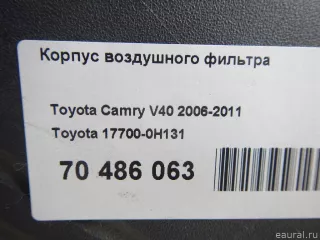 Корпус воздушного фильтра
Toyota Camry V40 2006-2011
Toyota 17700-0H131
70 486 063
eaural.ru